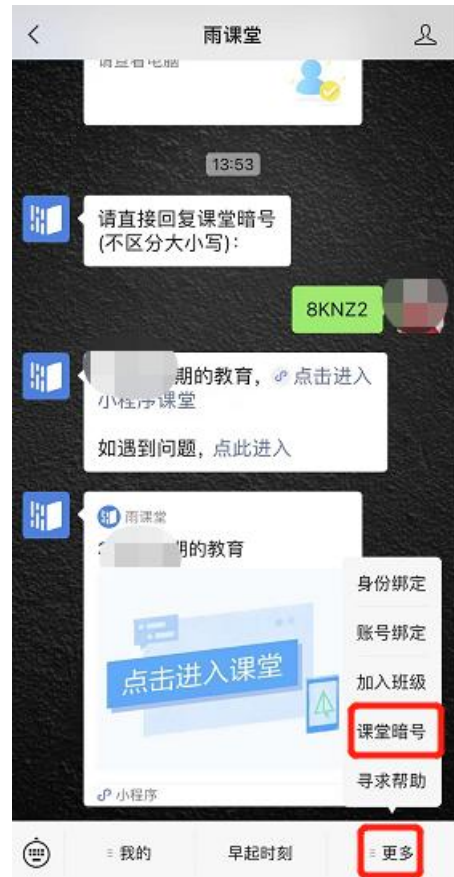 雨课堂
请查看电脑
13:53
请直接回复课堂暗号
(不区分大小写):
8KNZ2
期的教育, 点击进入
小程序课堂
如遇到问题, 点此进入
雨课堂
期的教育
点击进入课堂
小程序
身份绑定
账号绑定
加入班级
课堂暗号
寻求帮助
我的
早起时刻
更多